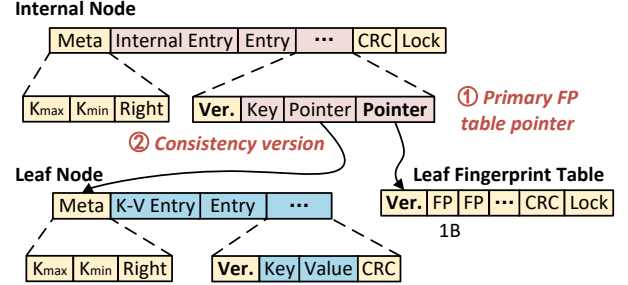 Internal Node
Meta Internal Entry Entry ... CRC Lock
Kmax Kmin Right
Ver. Key Pointer Pointer
① Primary FP
table pointer
② Consistency version
Leaf Node
Leaf Fingerprint Table
Meta K-V Entry Entry ...
Ver. FP FP ... CRC Lock
1B
Kmax Kmin Right
Ver. Key Value CRC